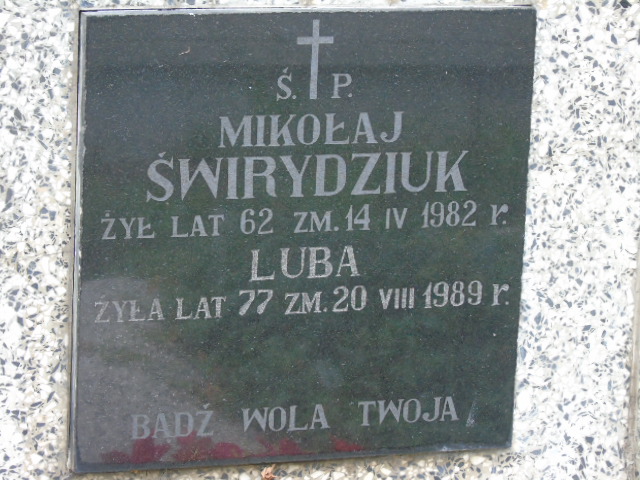 Ś. P.
MIKOŁAJ
ŚWIRYDZIUK
ŻYŁ LAT 62 ZM. 14 IV 1982 r.
LUBA
ŻYŁA LAT 77 ZM. 20 VIII 1989 r.
BĄDŹ WOLA TWOJA